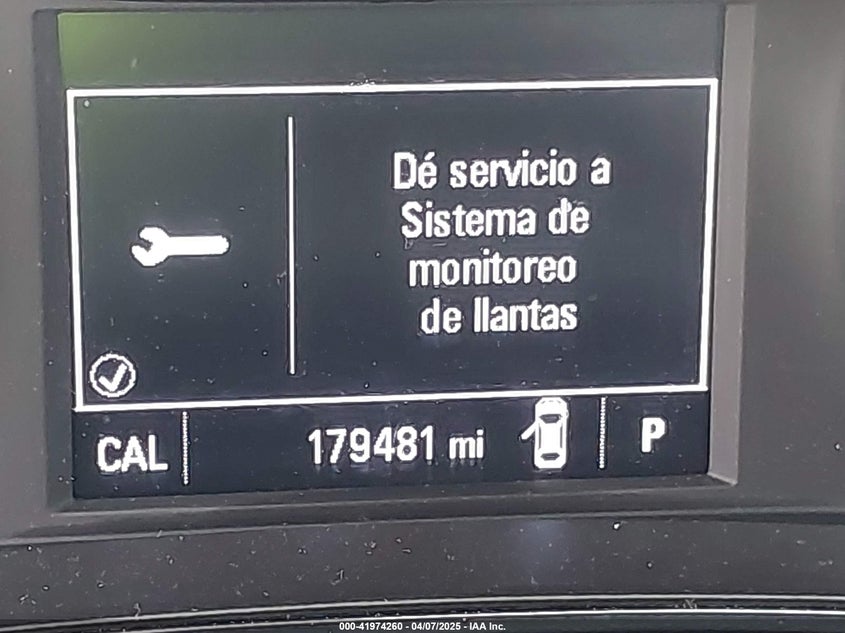 Dé servicio a
Sistema de
monitoreo
de llantas
CAL 179481 mi P
000-41974260 - 04/07/2025 - IAA Inc.